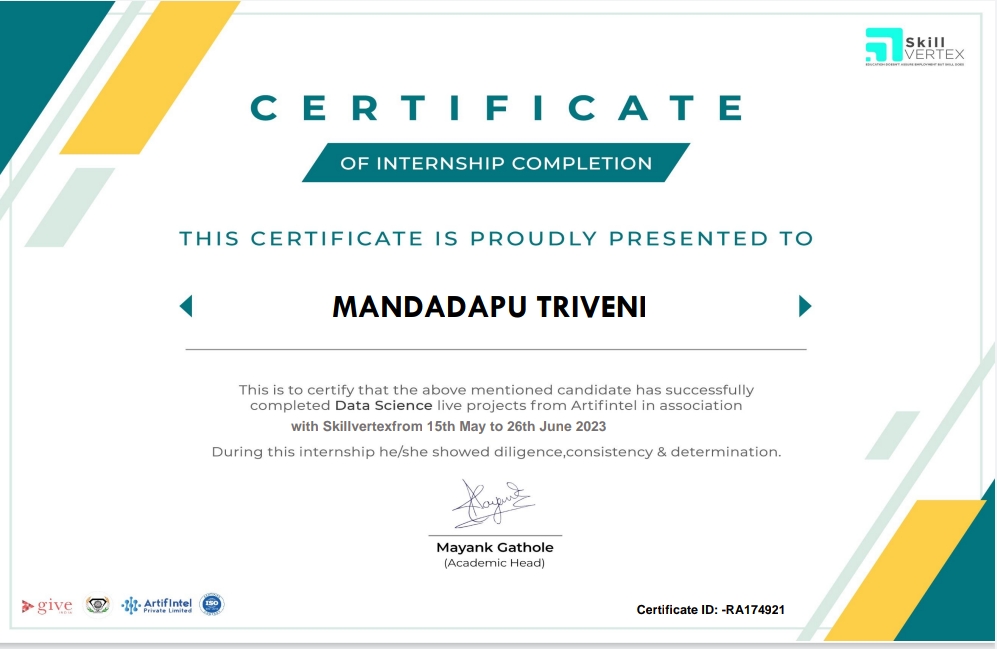 Skill
VERTEX
CERTIFICATE
OF INTERNSHIP COMPLETION
THIS CERTIFICATE IS PROUDLY PRESENTED TO
MANDADAPU TRIVENI
This is to certify that the above mentioned candidate has successfully
completed Data Science live projects from Artifintel in association
with Skillvertexfrom 15th May to 26th June 2023
During this internship he/she showed diligence,consistency & determination.
Mayank Gathole
(Academic Head)
give
ArtifIntel
Private Limited
ISO
Certificate ID: -RA174921